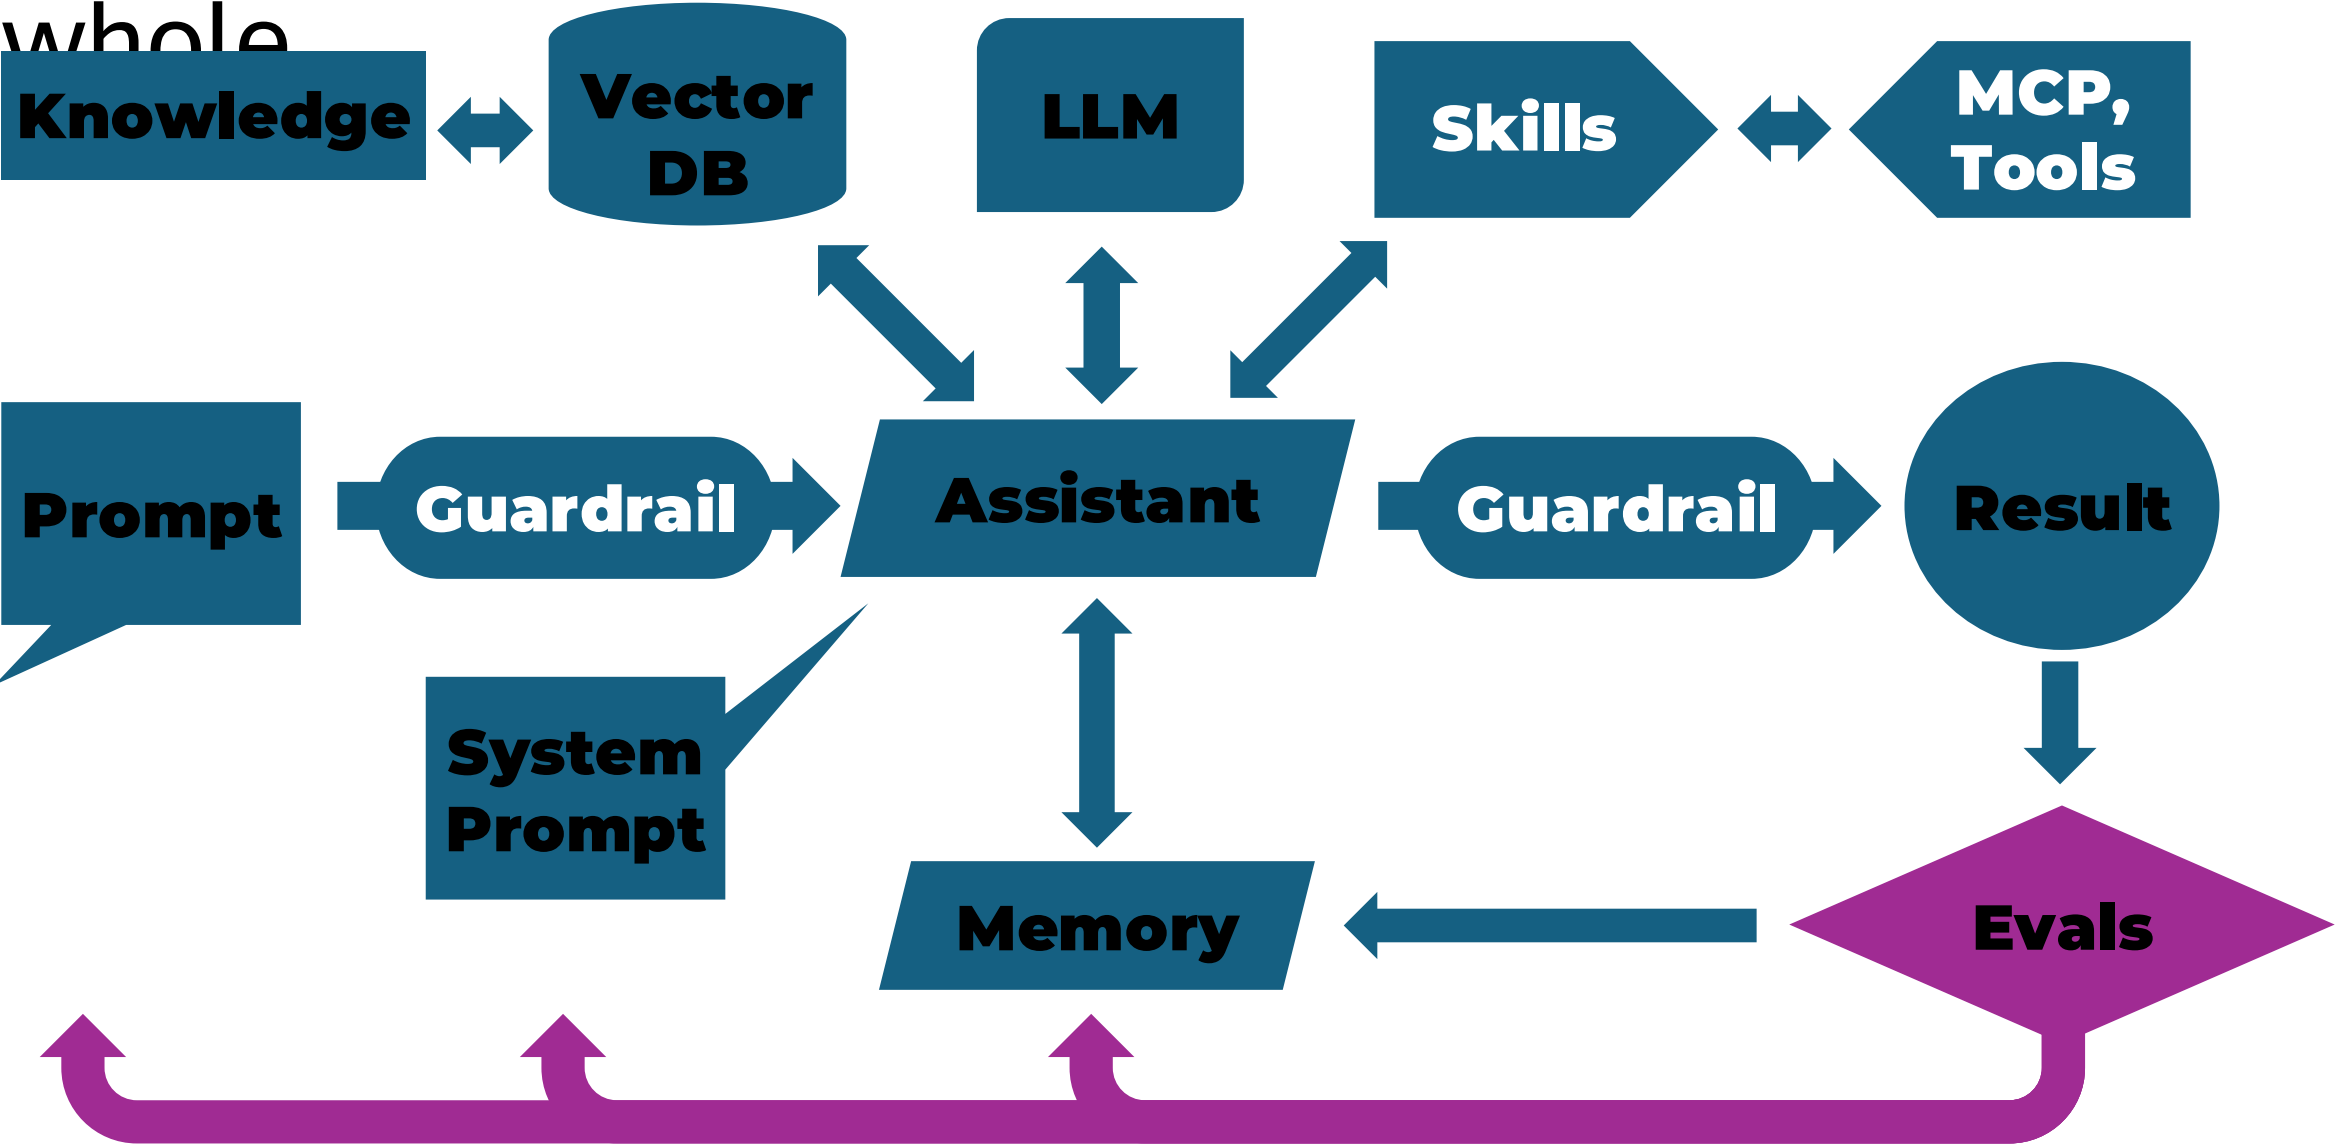 whole
Knowledge
Vector
DB
LLM
Skills
MCP,
Tools
Prompt
Guardrail
Assistant
Guardrail
Result
System
Prompt
Memory
Evals